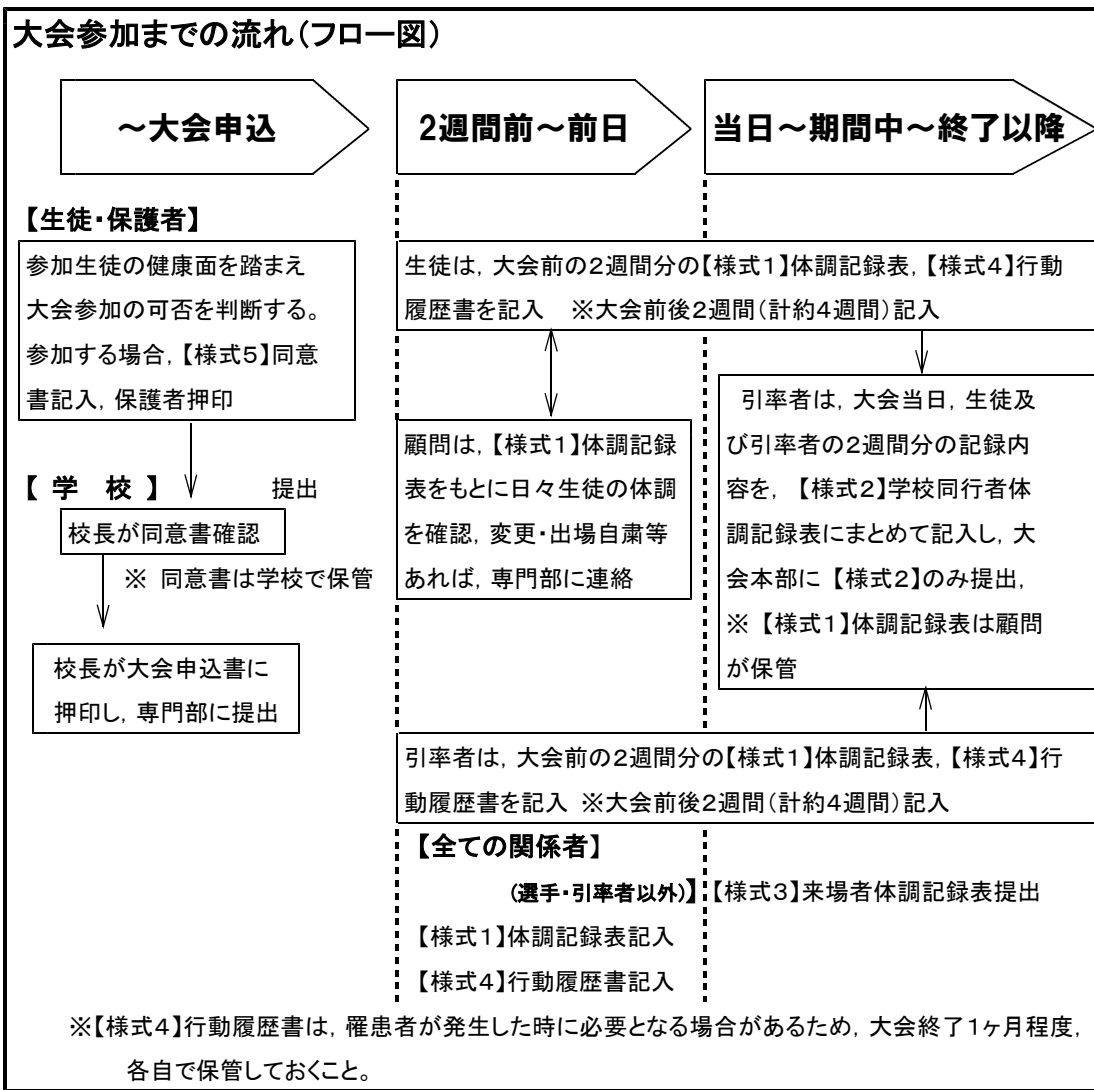 大会参加までの流れ（フロー図）
～大会申込
2週間前～前日
当日～期間中～終了以降
【生徒・保護者】
参加生徒の健康面を踏まえ
大会参加の可否を判断する。
参加する場合，【様式５】同意
書記入，保護者押印
【 学　校 】
提出
校長が同意書確認
※ 同意書は学校で保管
校長が大会申込書に
押印し，専門部に提出
生徒は，大会前の２週間分の【様式１】体調記録表，【様式４】行動
履歴書を記入　※大会前後２週間（計約４週間）記入
顧問は，【様式１】体調記録
表をもとに日々生徒の体調
を確認，変更・出場自粛等
あれば，専門部に連絡
引率者は，大会当日，生徒及
び引率者の２週間分の記録内
容を，【様式２】学校同行者体
調記録表にまとめて記入し，大
会本部に【様式２】のみ提出，
※【様式１】体調記録表は顧問
が保管
引率者は，大会前の２週間分の【様式１】体調記録表，【様式４】行
動履歴書を記入 ※大会前後２週間（計約４週間）記入
【全ての関係者】
(選手・引率者以外)】
【様式３】来場者体調記録表提出
【様式１】体調記録表記入
【様式４】行動履歴書記入
※【様式４】行動履歴書は，罹患者が発生した時に必要となる場合があるため，大会終了１ヶ月程度，
各自で保管しておくこと。